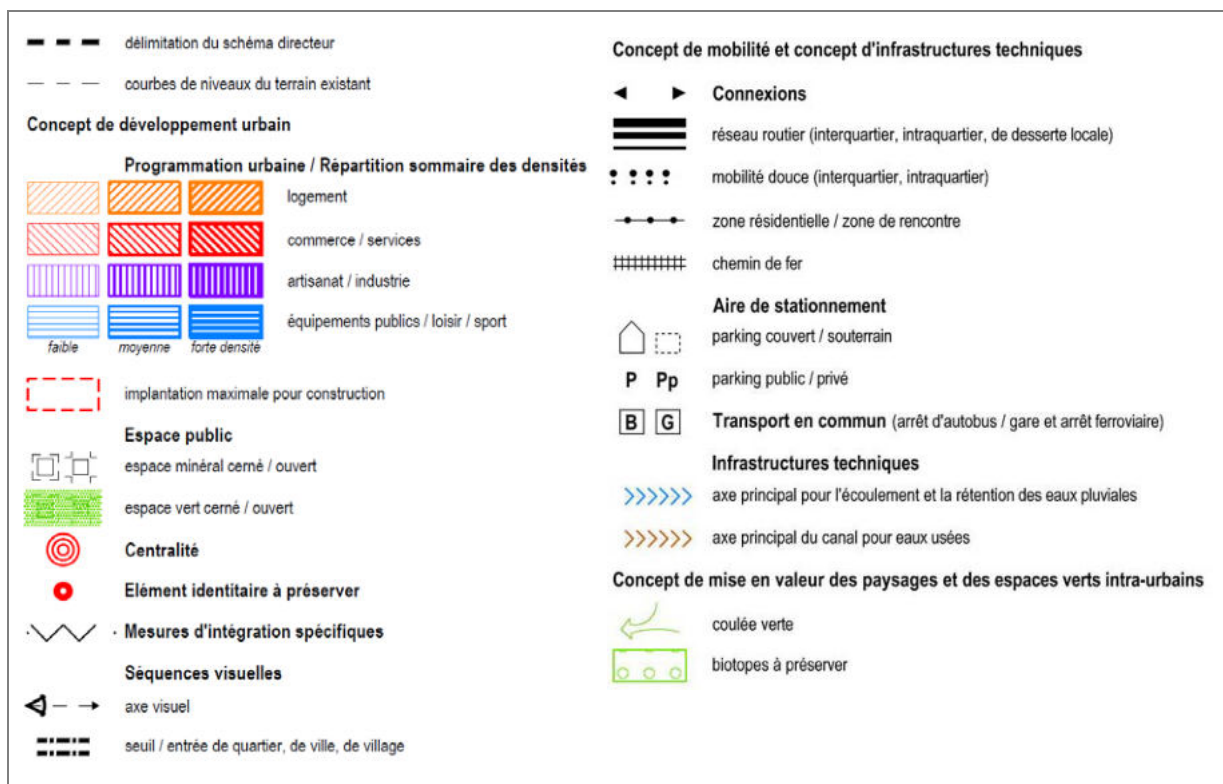 délimitation du schéma directeur
courbes de niveaux du terrain existant
Concept de développement urbain
Programmation urbaine / Répartition sommaire des densités
logement
commerce / services
artisanat / industrie
équipements publics / loisir / sport
faible moyenne forte densité
implantation maximale pour construction
Espace public
espace minéral cerné / ouvert
espace vert cerné / ouvert
Centralité
Elément identitaire à préserver
Mesures d'intégration spécifiques
Séquences visuelles
axe visuel
seuil / entrée de quartier, de ville, de village
Concept de mobilité et concept d'infrastructures techniques
Connexions
réseau routier (interquartier, intraquartier, de desserte locale)
mobilité douce (interquartier, intraquartier)
zone résidentielle / zone de rencontre
chemin de fer
Aire de stationnement
parking couvert / souterrain
P Pp parking public / privé
B G Transport en commun (arrêt d'autobus / gare et arrêt ferroviaire)
Infrastructures techniques
axe principal pour l'écoulement et la rétention des eaux pluviales
axe principal du canal pour eaux usées
Concept de mise en valeur des paysages et des espaces verts intra-urbains
coulée verte
biotopes à préserver